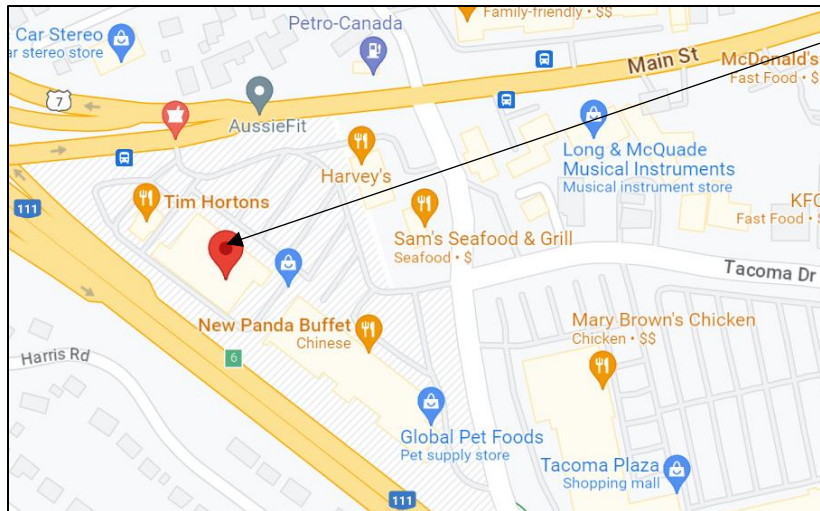 Family-friendly • $$
Petro-Canada
Car Stereo
ar stereo store
Main St
McDonald's
Fast Food • $
7
AussieFit
Long & McQuade
Musical Instruments
Musical instrument store
Harvey's
111
Tim Hortons
KFC
Fast Food • $
Sam's Seafood & Grill
Seafood • $
Tacoma Dr
New Panda Buffet
Chinese
Mary Brown's Chicken
Chicken • $$
Harris Rd
6
Global Pet Foods
Pet supply store
Tacoma Plaza
Shopping mall
111